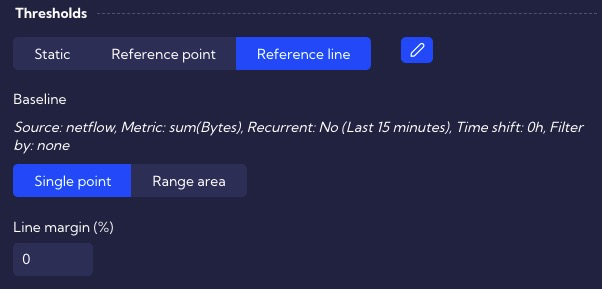 Thresholds
Static Reference point Reference line
Baseline
Source: netflow, Metric: sum(Bytes), Recurrent: No (Last 15 minutes), Time shift: 0h, Filter
by: none
Single point Range area
Line margin (%)
0